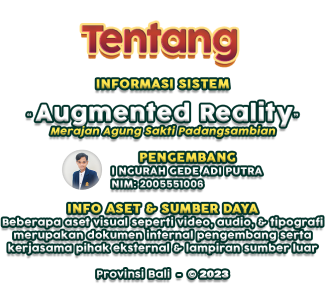 Tentang
INFORMASI SISTEM
"Augmented Reality"
Merajan Agung Sakti Padangsambian
PENGEMBANG
I NGURAH GEDE ADI PUTRA
NIM: 2005551006
INFO ASET & SUMBER DAYA
Beberapa aset visual seperti video, audio, & tipografi
merupakan dokumen internal pengembang serta
kerjasama pihak eksternal & lampiran sumber luar
Provinsi Bali - © 2023